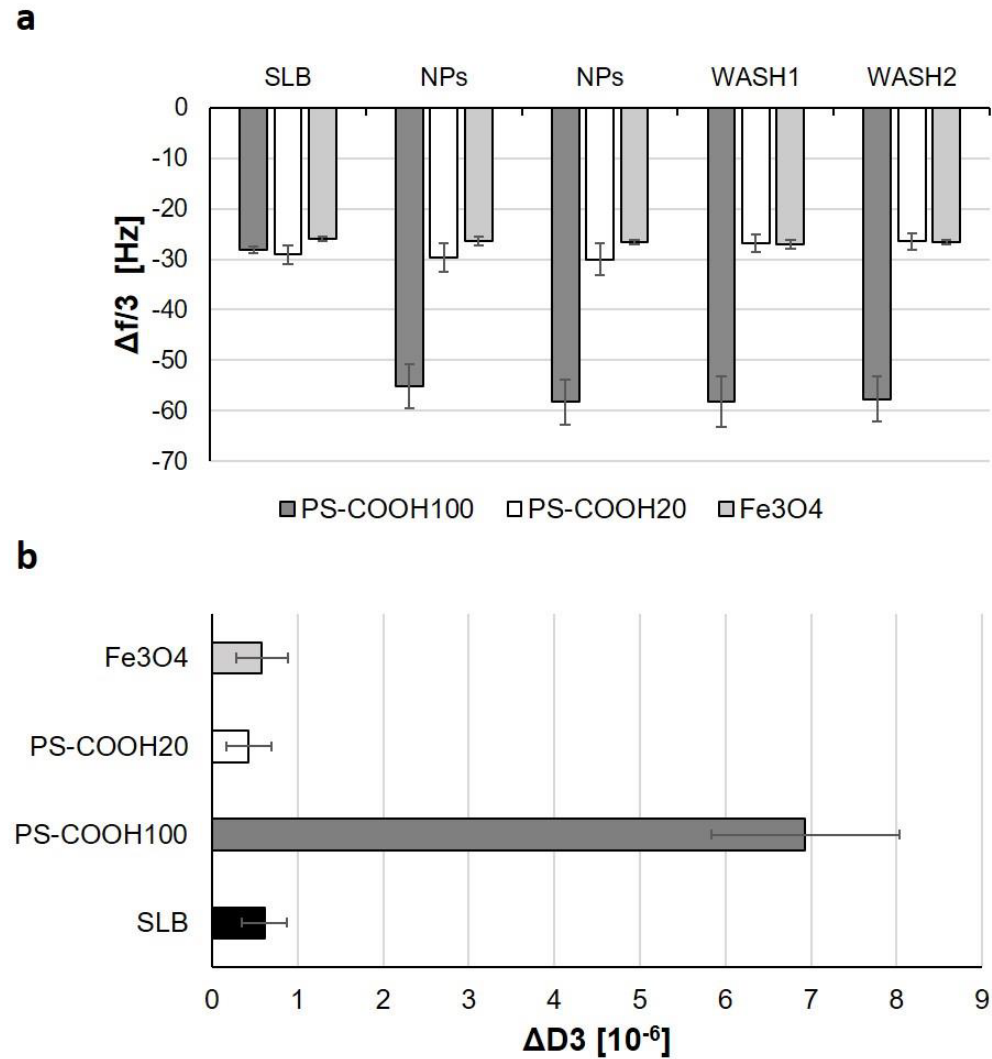 a
SLB NPs NPs WASH1 WASH2
0
-10
-20
-30
-40
-50
-60
-70
Δf/3 [Hz]
PS-COOH100 PS-COOH20 Fe3O4
b
Fe3O4
PS-COOH20
PS-COOH100
SLB
0 1 2 3 4 5 6 7 8 9
ΔD3 [10⁻⁶]